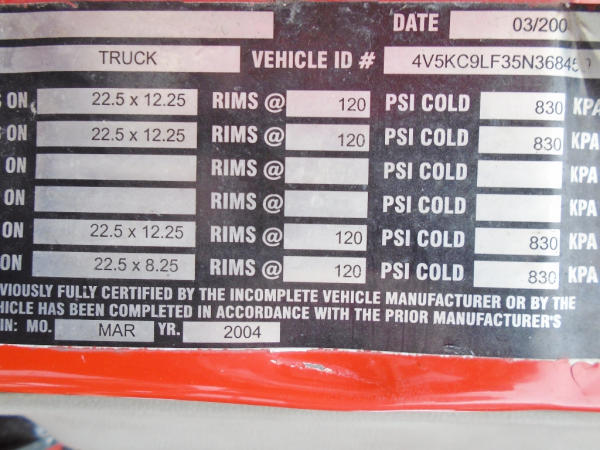 DATE 03/200
TRUCK VEHICLE ID # 4V5KC9LF35N3684
ON 22.5 x 12.25 RIMS @ 120 PSI COLD 830 KPA
ON 22.5 x 12.25 RIMS @ 120 PSI COLD 830 KPA
ON RIMS @ PSI COLD KPA
ON RIMS @ PSI COLD KPA
ON 22.5 x 12.25 RIMS @ 120 PSI COLD 830 KPA
ON 22.5 x 8.25 RIMS @ 120 PSI COLD 830 KPA
VIOUSLY FULLY CERTIFIED BY THE INCOMPLETE VEHICLE MANUFACTURER OR BY THE
HICLE HAS BEEN COMPLETED IN ACCORDANCE WITH THE PRIOR MANUFACTURER'S
IN: MO. MAR YR. 2004